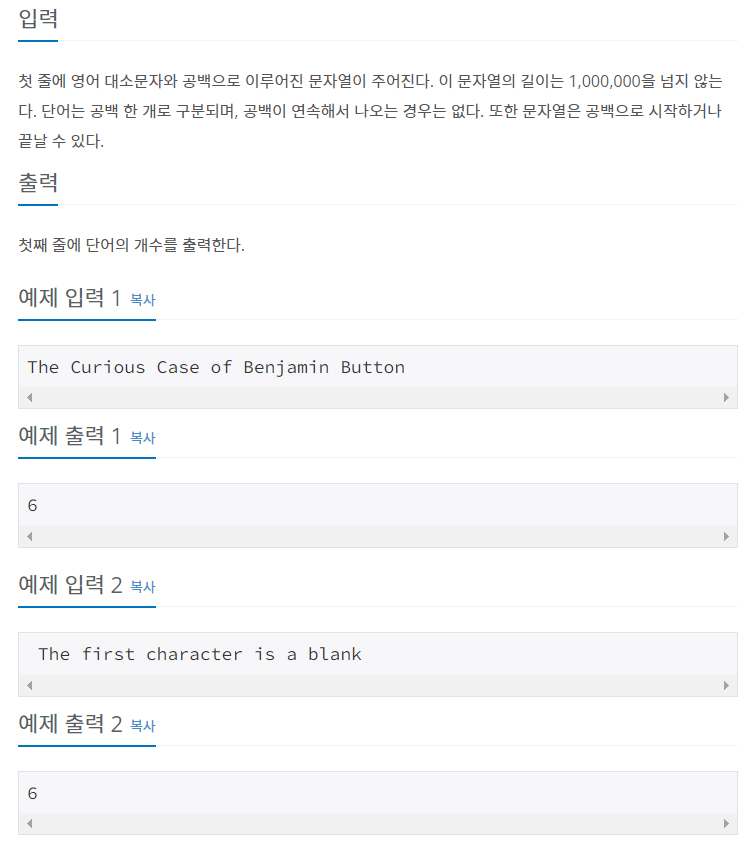 입력
첫 줄에 영어 대소문자와 공백으로 이루어진 문자열이 주어진다. 이 문자열의 길이는 1,000,000을 넘지 않는
다. 단어는 공백 한 개로 구분되며, 공백이 연속해서 나오는 경우는 없다. 또한 문자열은 공백으로 시작하거나
끝날 수 있다.
출력
첫째 줄에 단어의 개수를 출력한다.
예제 입력 1 복사
The Curious Case of Benjamin Button
예제 출력 1 복사
6
예제 입력 2 복사
 The first character is a blank
예제 출력 2 복사
6